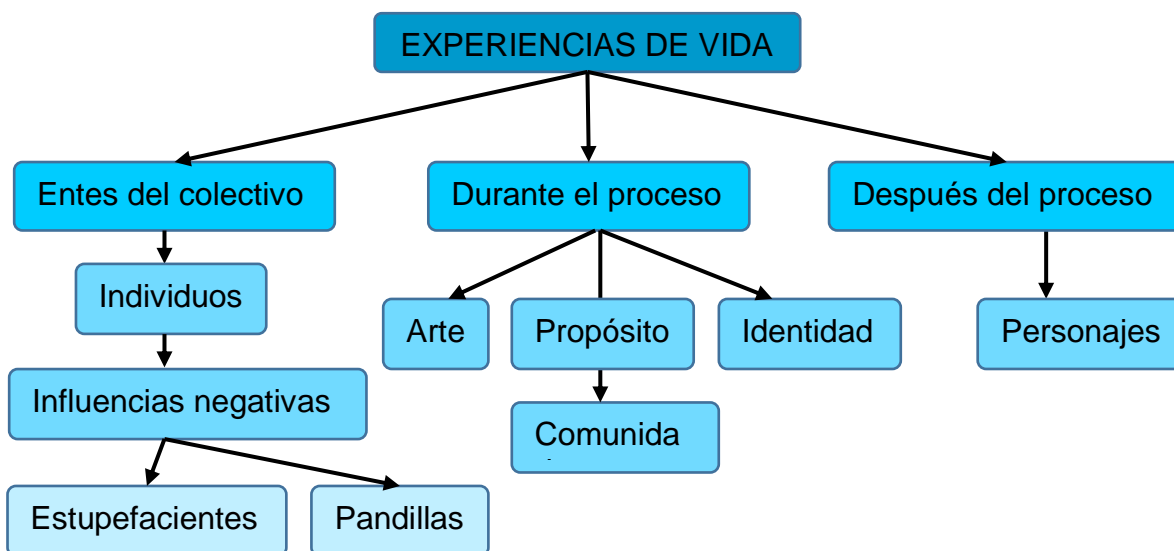 EXPERIENCIAS DE VIDA
Entes del colectivo
Durante el proceso
Después del proceso
Individuos
Arte
Propósito
Identidad
Personajes
Influencias negativas
Comunida
Estupefacientes
Pandillas